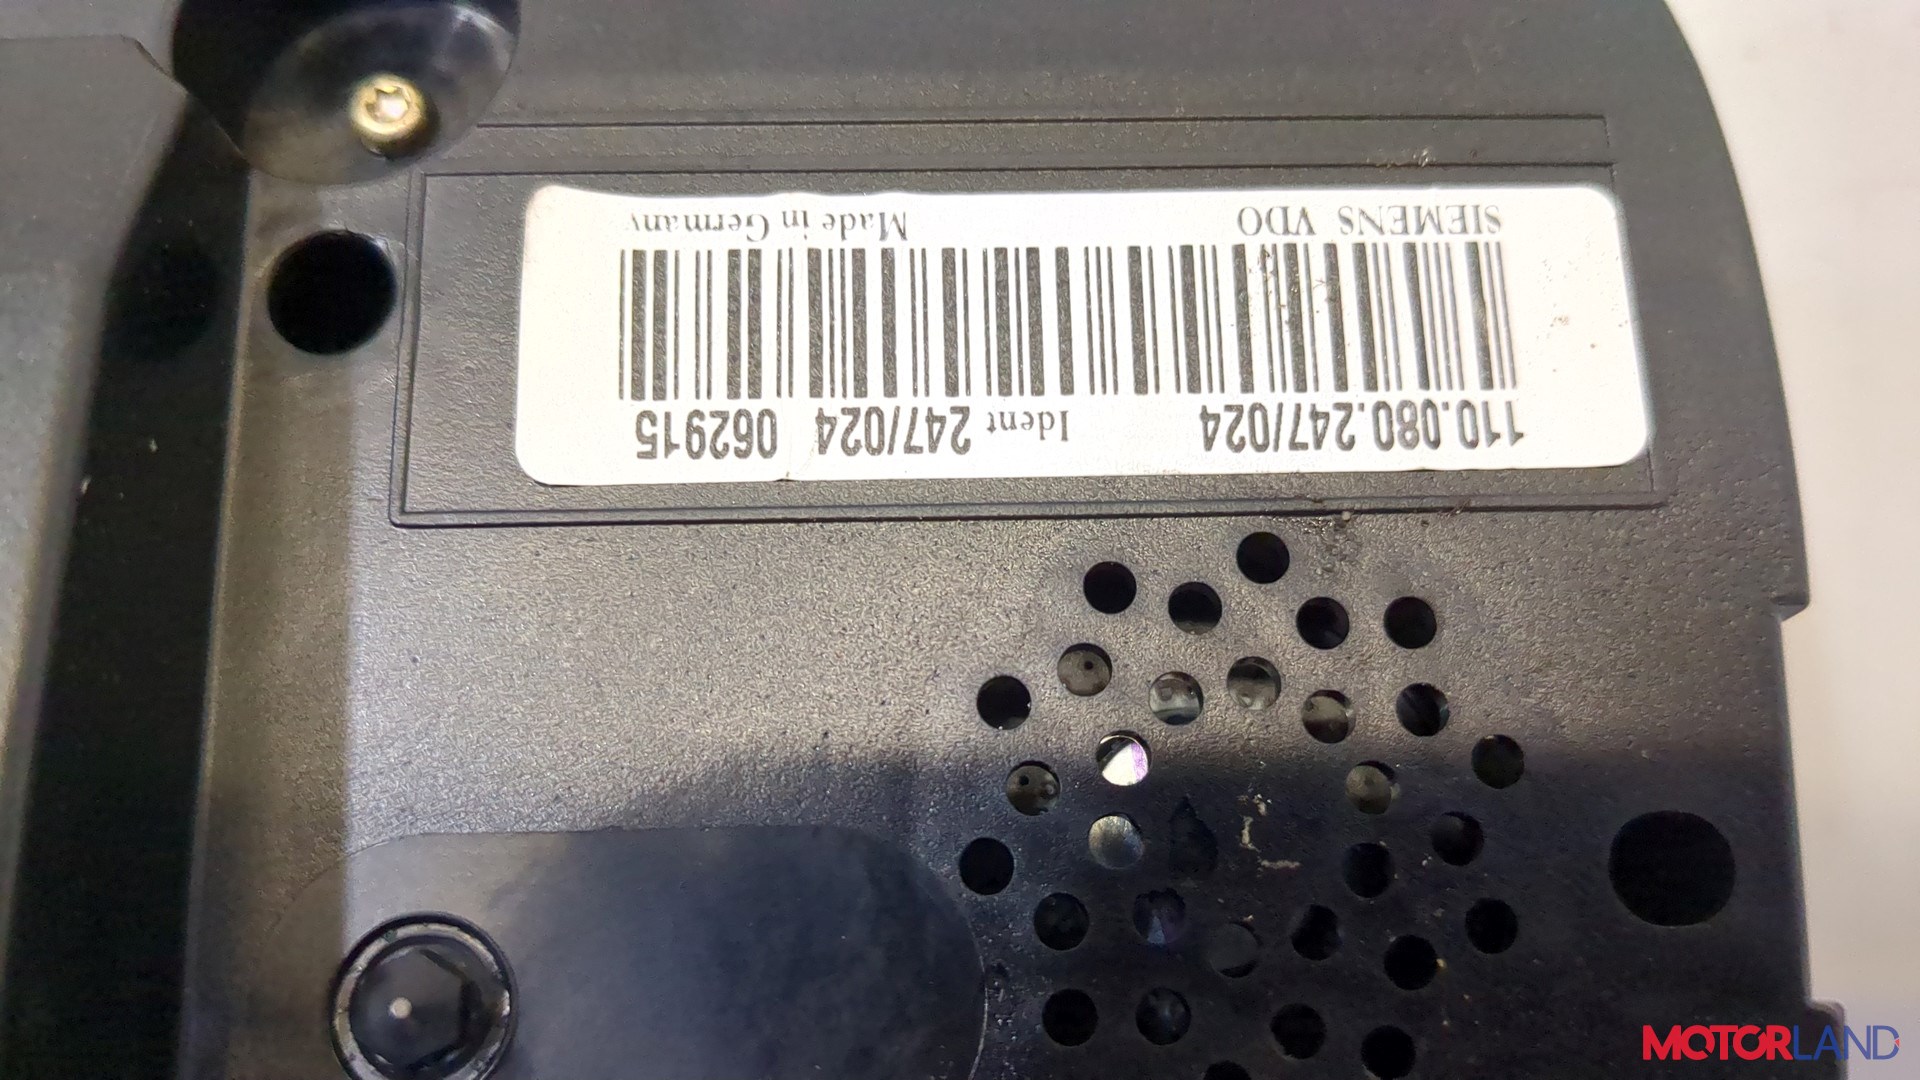 110.080.247/024 Ident 247/024 062915
SIEMENS VDO Made in Germany
MOTORLAND